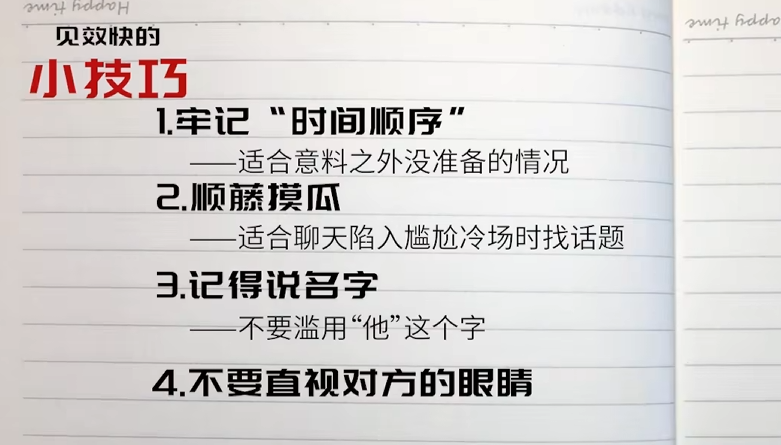 Happy time
Happy time
见效快的
小技巧
1.牢记“时间顺序”
——适合意料之外没准备的情况
2.顺藤摸瓜
——适合聊天陷入尴尬冷场时找话题
3.记得说名字
——不要滥用“他”这个字
4.不要直视对方的眼睛